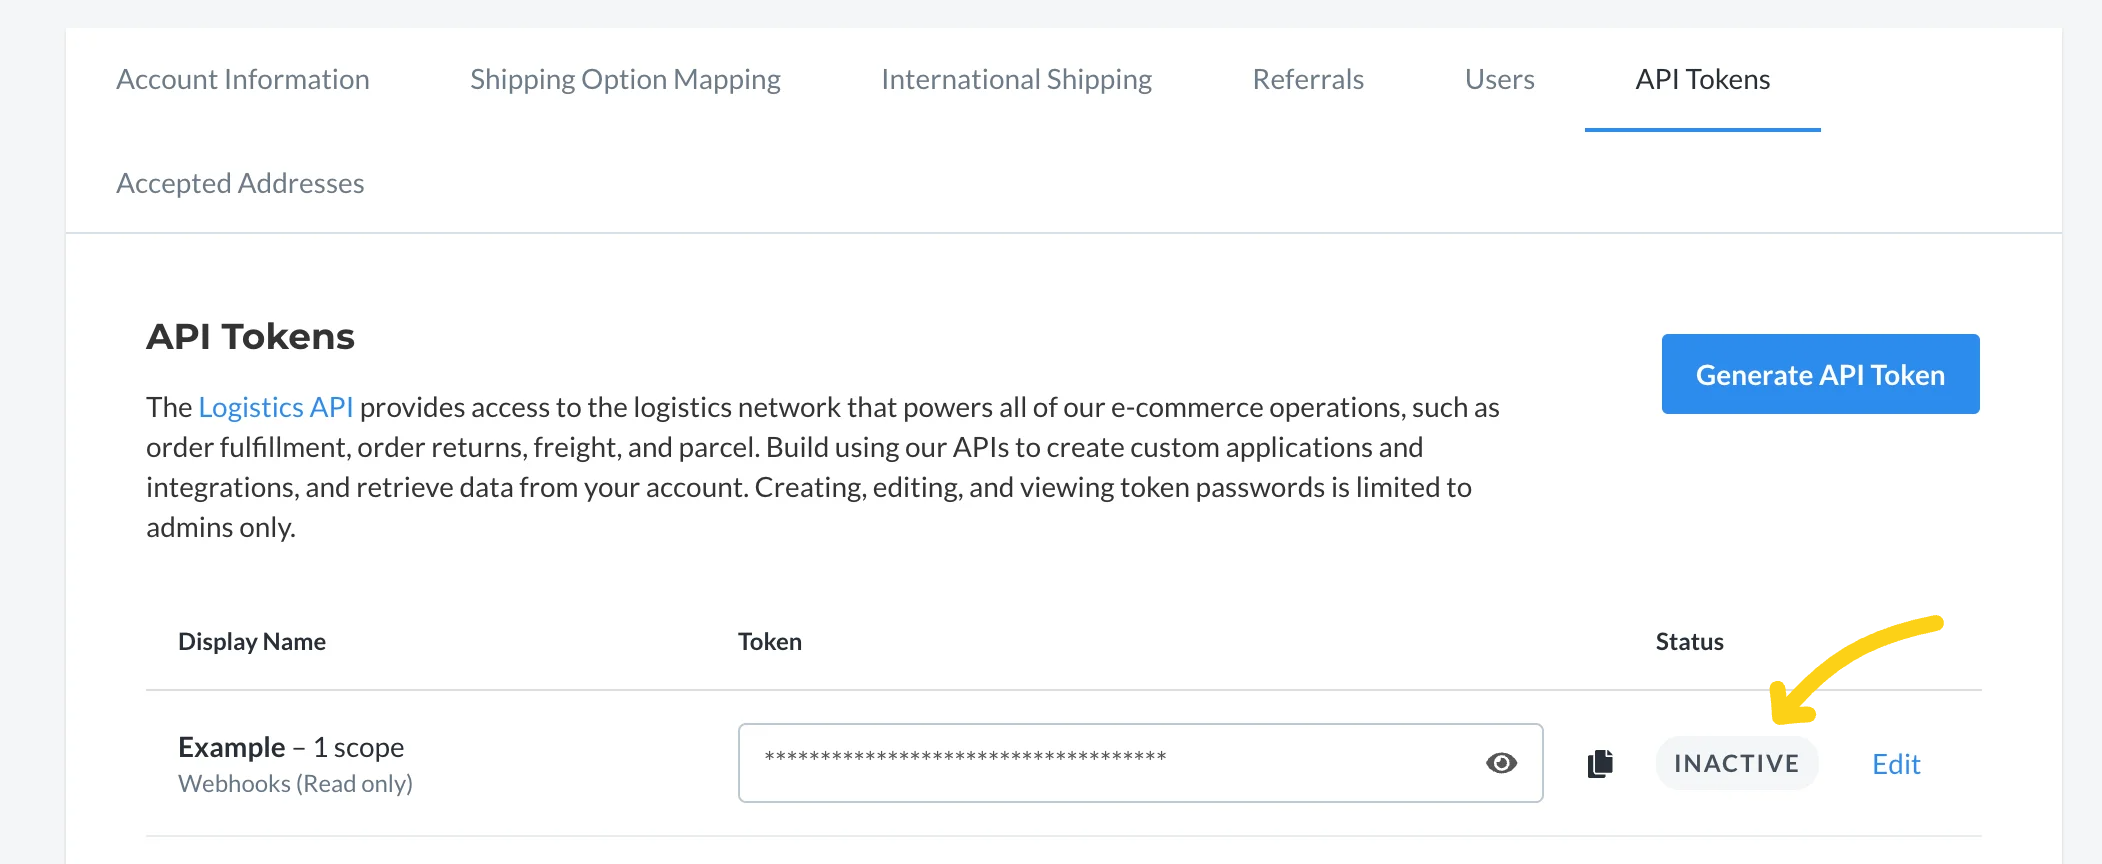 Account Information Shipping Option Mapping International Shipping Referrals Users API Tokens
Accepted Addresses
API Tokens
Generate API Token
The Logistics API provides access to the logistics network that powers all of our e-commerce operations, such as
order fulfillment, order returns, freight, and parcel. Build using our APIs to create custom applications and
integrations, and retrieve data from your account. Creating, editing, and viewing token passwords is limited to
admins only.
Display Name Token Status
Example – 1 scope
Webhooks (Read only)
************************************
INACTIVE
Edit